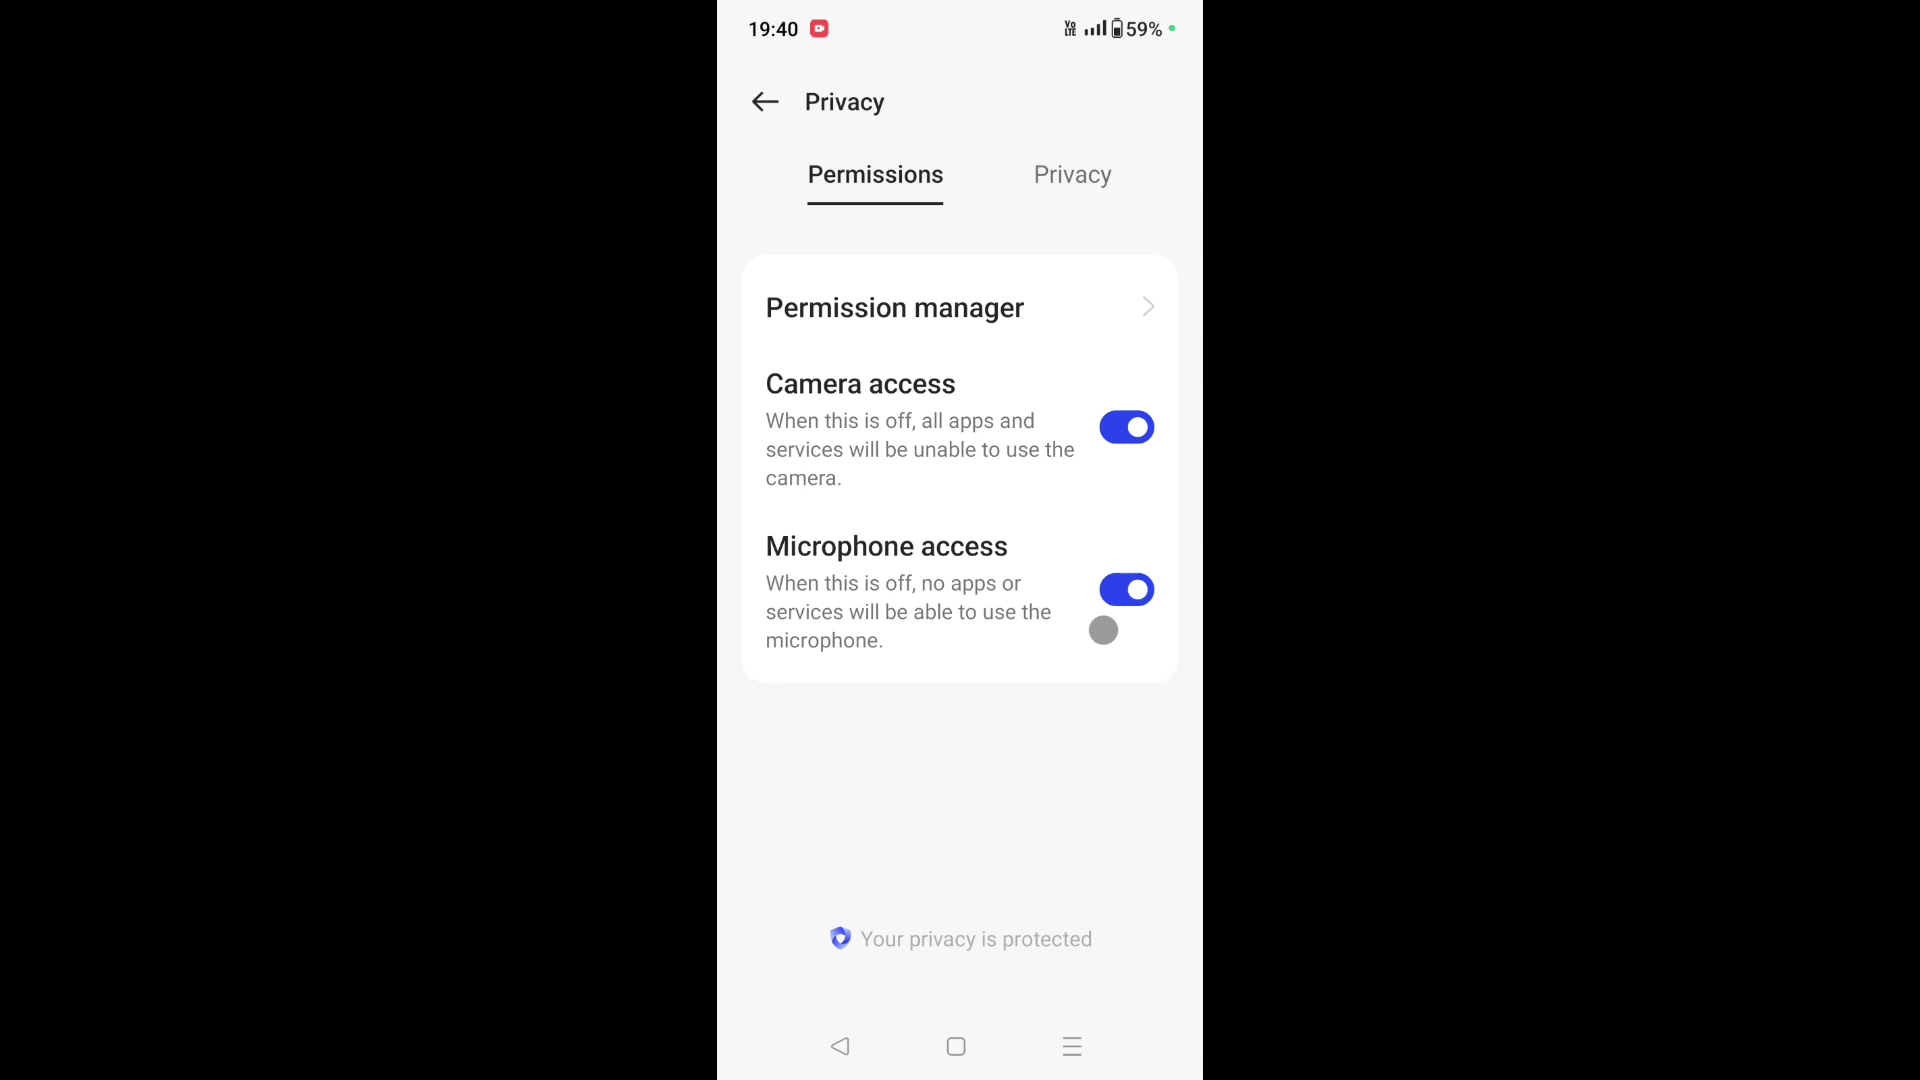 19:40
Vo LTE 59%
Privacy
Permissions Privacy
Permission manager
Camera access
When this is off, all apps and
services will be unable to use the
camera.
Microphone access
When this is off, no apps or
services will be able to use the
microphone.
Your privacy is protected